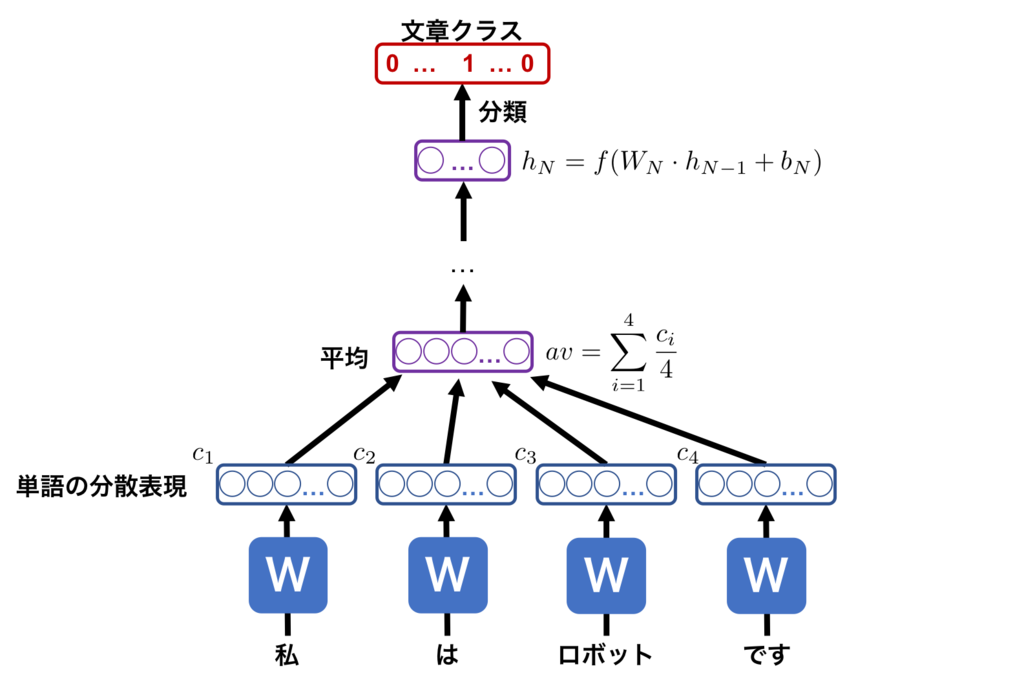 文章クラス
0 … 1 … 0
分類
… h_N = f(W_N · h_{N−1} + b_N)
…
平均 … av = \sum_{i=1}^{4} \frac{c_i}{4}
c_1 c_2 c_3 c_4
単語の分散表現 … … … …
W W W W
私 は ロボット です